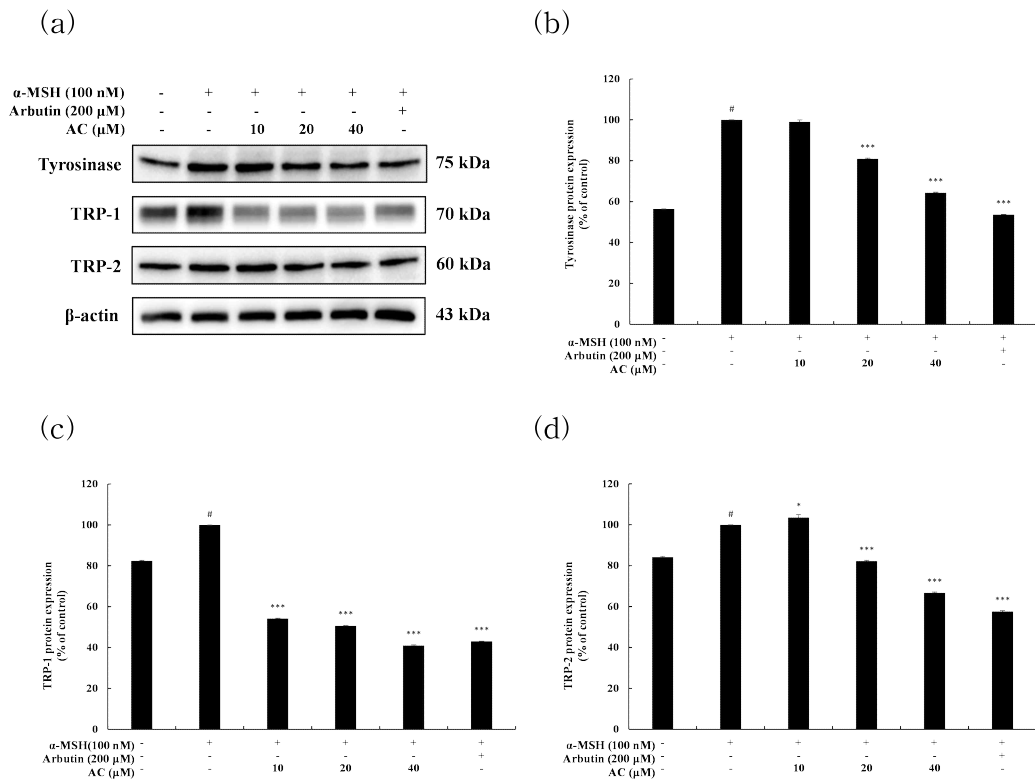 (a)
α-MSH (100 nM) - + + + + +
Arbutin (200 μM) - - - - - +
AC (μM) - - 10 20 40 -
Tyrosinase 75 kDa
TRP-1 70 kDa
TRP-2 60 kDa
β-actin 43 kDa
(b)
Tyrosinase protein expression
(% of control)
120
100
80
60
40
20
0
#
***
***
***
α-MSH (100 nM) - + + + + +
Arbutin (200 μM) - - - - - +
AC (μM) - - 10 20 40 -
(c)
TRP-1 protein expression
(% of control)
120
100
80
60
40
20
0
#
***
***
***
***
α-MSH(100 nM) - + + + + +
Arbutin (200 μM) - - - - - +
AC (μM) - - 10 20 40 -
(d)
TRP-2 protein expression
(% of control)
120
100
80
60
40
20
0
#
*
***
***
***
α-MSH (100 nM) - + + + + +
Arbutin (200 μM) - - - - - +
AC (μM) - - 10 20 40 -